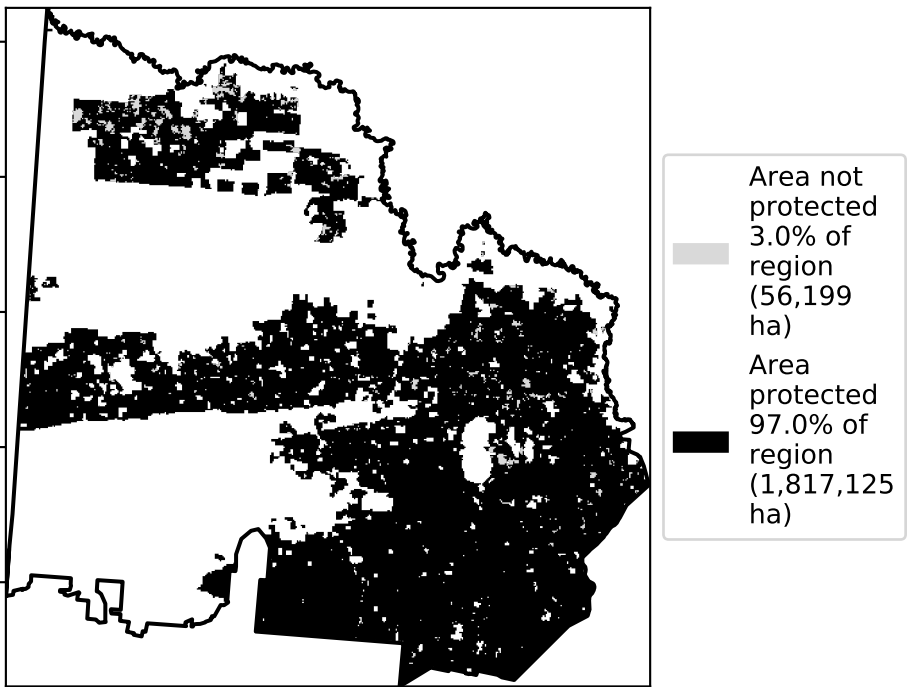 Area not
protected
3.0% of
region
(56,199
ha)
Area
protected
97.0% of
region
(1,817,125
ha)